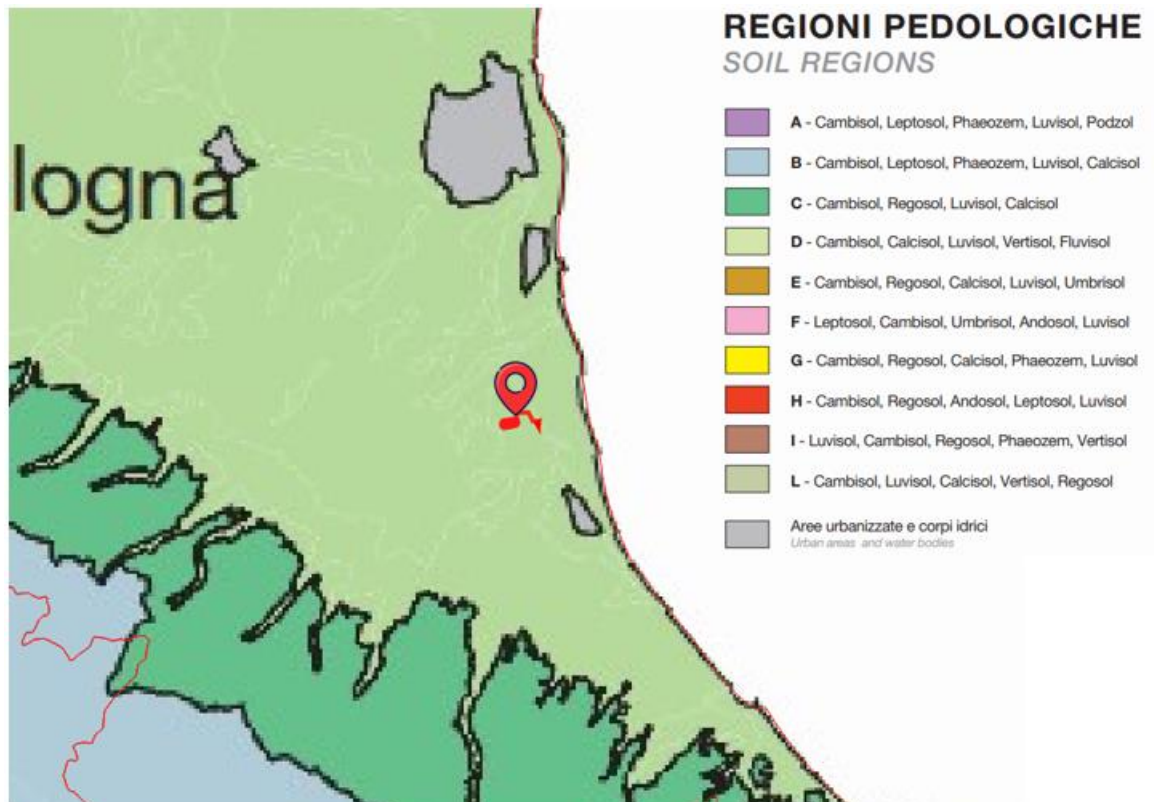 logna
REGIONI PEDOLOGICHE
SOIL REGIONS
A - Cambisol, Leptosol, Phaeozem, Luvisol, Podzol
B - Cambisol, Leptosol, Phaeozem, Luvisol, Calcisol
C - Cambisol, Regosol, Luvisol, Calcisol
D - Cambisol, Calcisol, Luvisol, Vertisol, Fluvisol
E - Cambisol, Regosol, Calcisol, Luvisol, Umbrisol
F - Leptosol, Cambisol, Umbrisol, Andosol, Luvisol
G - Cambisol, Regosol, Calcisol, Phaeozem, Luvisol
H - Cambisol, Regosol, Andosol, Leptosol, Luvisol
I - Luvisol, Cambisol, Regosol, Phaeozem, Vertisol
L - Cambisol, Luvisol, Calcisol, Vertisol, Regosol
Aree urbanizzate e corpi idrici
Urban areas and water bodies